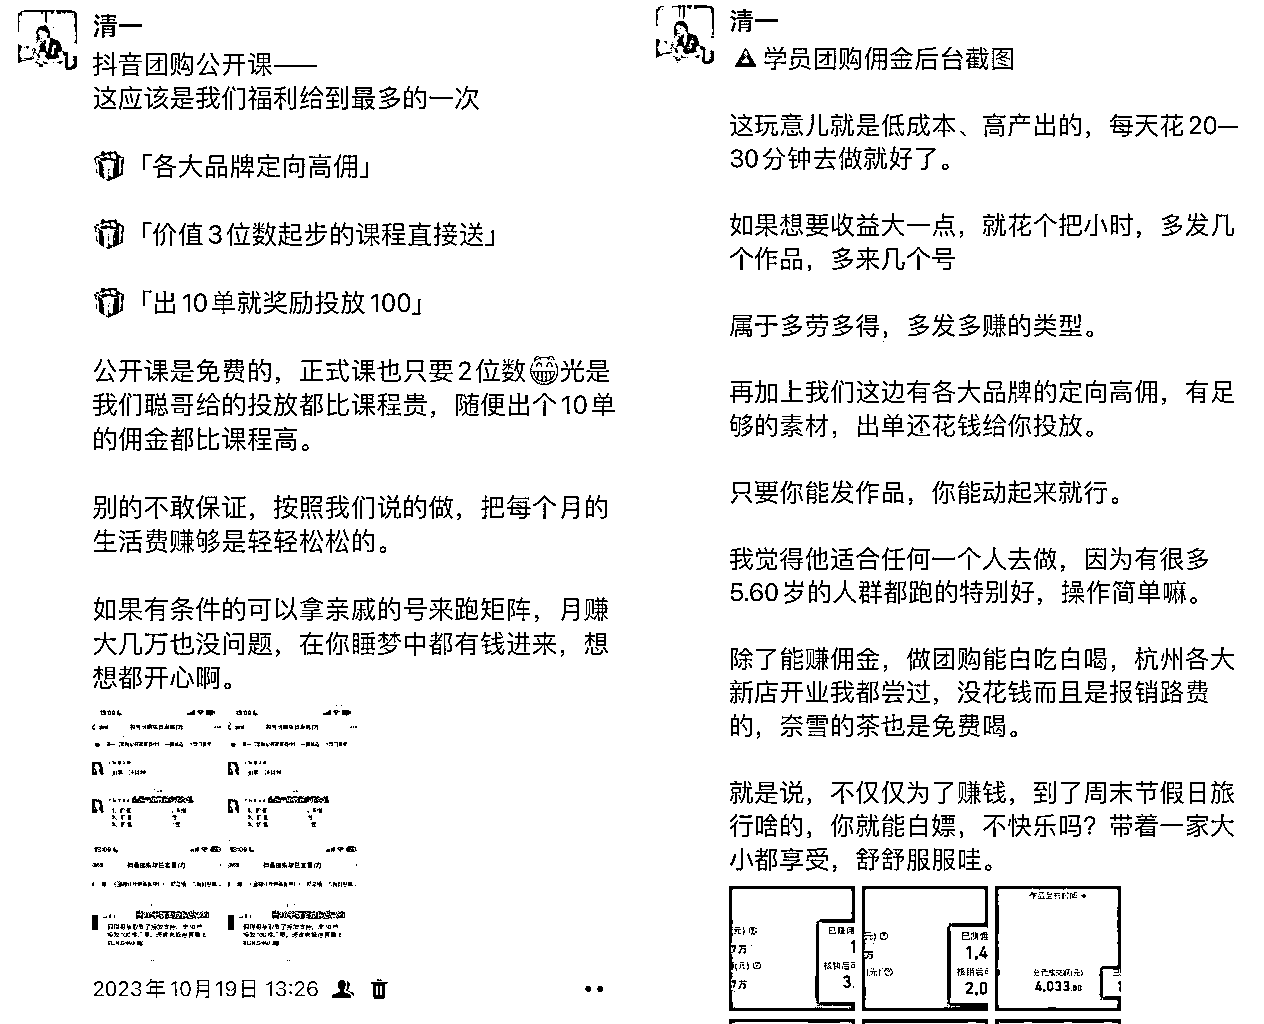 清一
抖音团购公开课——
这应该是我们福利给到最多的一次
「各大品牌定向高佣」
「价值3位数起步的课程直接送」
「出10单就奖励投放100」
公开课是免费的，正式课也只要2位数😁光是
我们聪哥给的投放都比课程贵，随便出个10单
的佣金都比课程高。
别的不敢保证，按照我们说的做，把每个月的
生活费赚够是轻轻松松的。
如果有条件的可以拿亲戚的号来跑矩阵，月赚
大几万也没问题，在你睡梦中都有钱进来，想
想都开心啊。
2023年10月19日 13:26
清一
学员团购佣金后台截图
这玩意儿就是低成本、高产出的，每天花20—
30分钟去做就好了。
如果想要收益大一点，就花个把小时，多发几
个作品，多来几个号
属于多劳多得，多发多赚的类型。
再加上我们这边有各大品牌的定向高佣，有足
够的素材，出单还花钱给你投放。
只要你能发作品，你能动起来就行。
我觉得他适合任何一个人去做，因为有很多
5.60岁的人群都跑的特别好，操作简单嘛。
除了能赚佣金，做团购能白吃白喝，杭州各大
新店开业我都尝过，没花钱而且是报销路费
的，奈雪的茶也是免费喝。
就是说，不仅仅为了赚钱，到了周末节假日旅
行啥的，你就能白嫖，不快乐吗？带着一家大
小都享受，舒舒服服哇。
7万
1,4
2,0
4,033.00